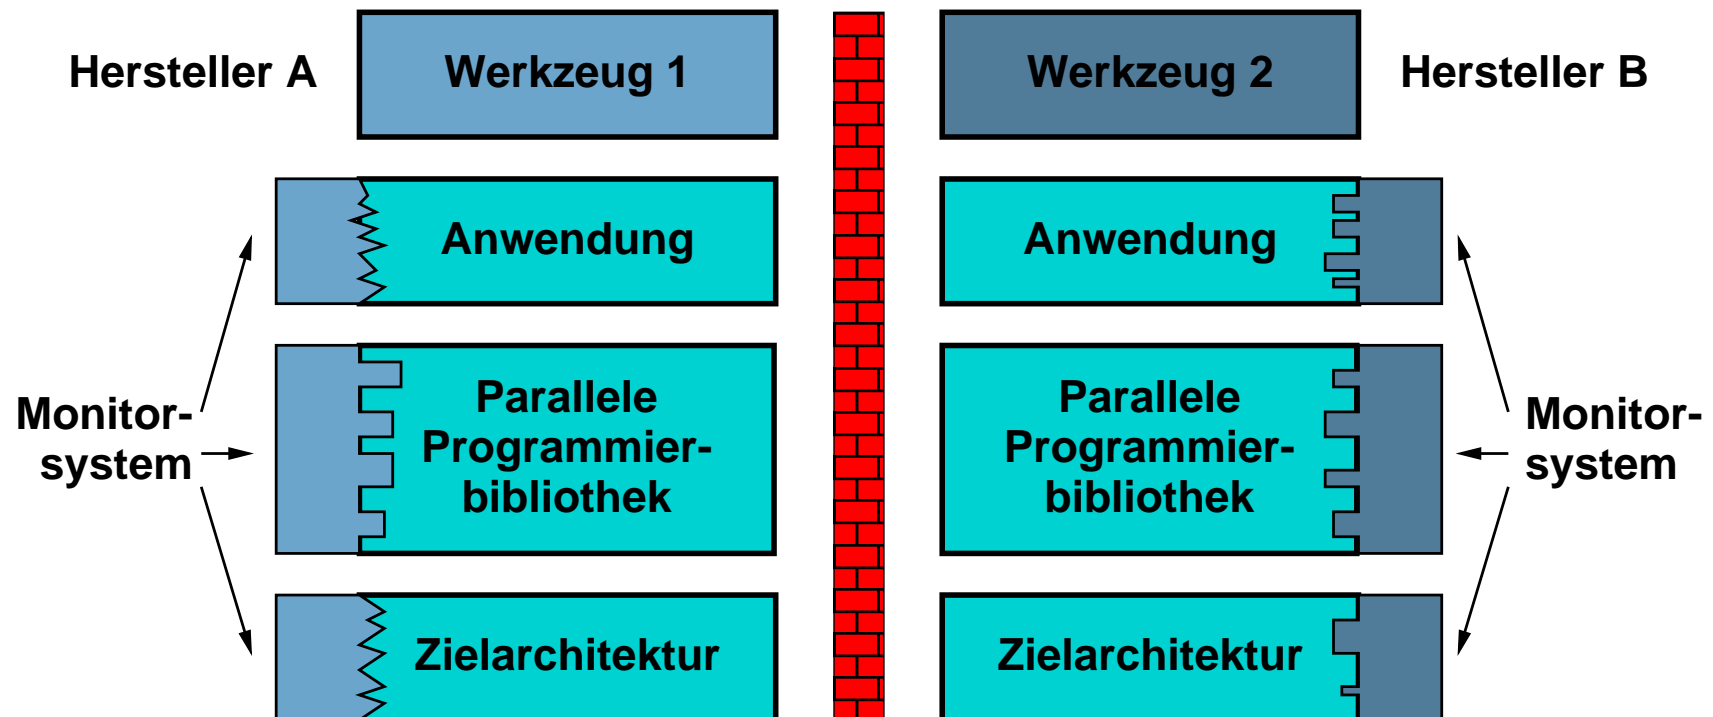 Hersteller A
Werkzeug 1
Werkzeug 2
Hersteller B
Anwendung
Anwendung
Monitor-
system
Parallele
Programmier-
bibliothek
Parallele
Programmier-
bibliothek
Monitor-
system
Zielarchitektur
Zielarchitektur